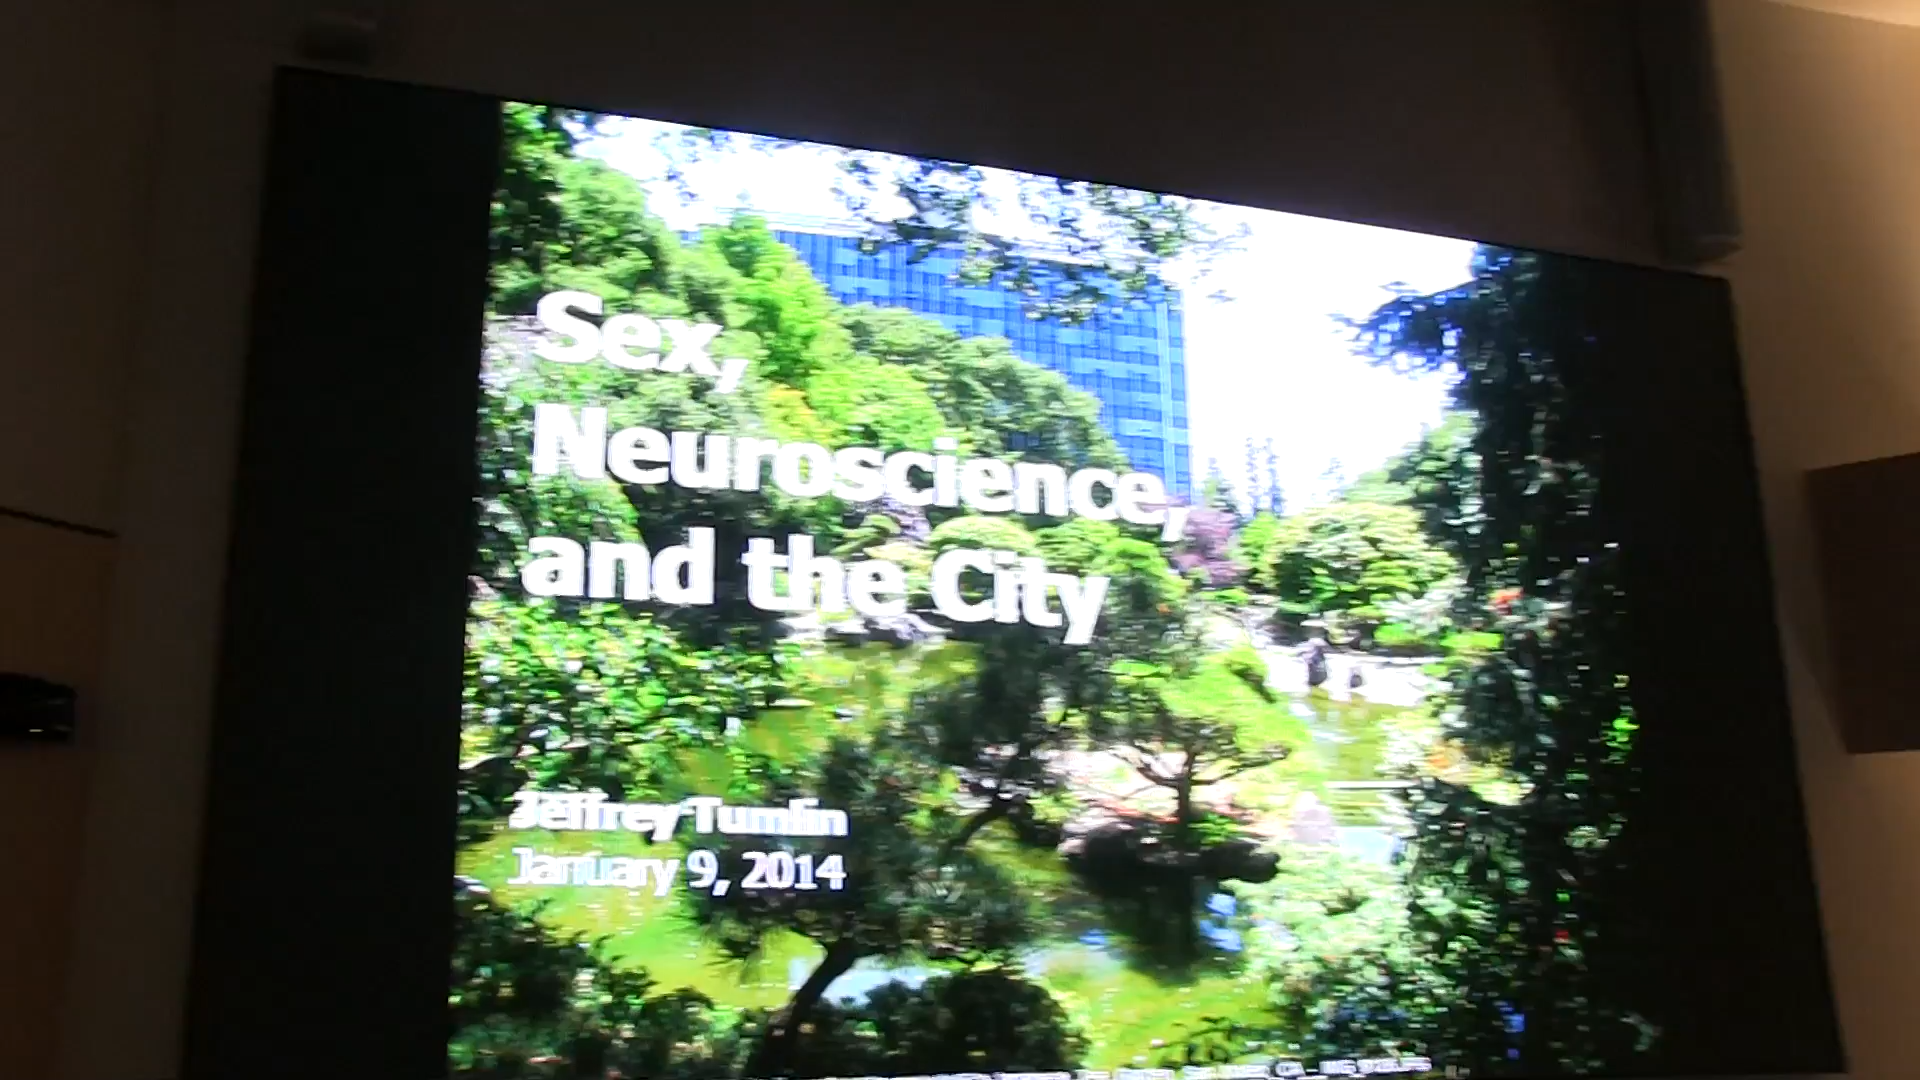 Sex,
Neuroscience,
and the City
Jeffrey Tumlin
January 9, 2014